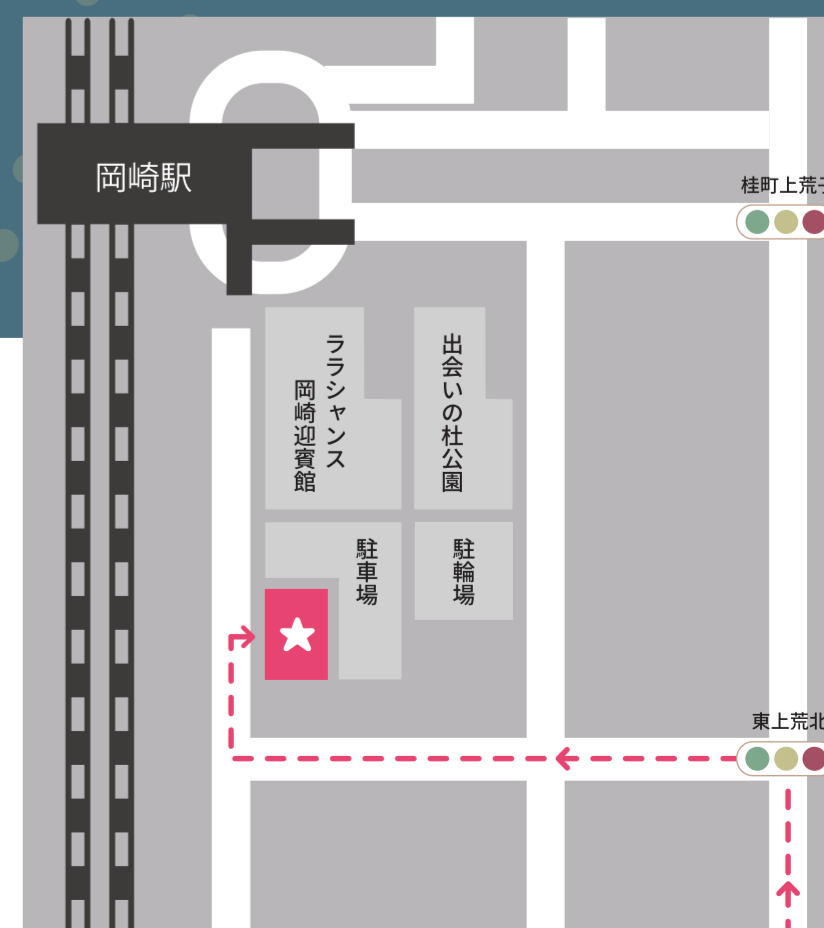 岡崎駅
桂町上荒子
ララシャンス
岡崎迎賓館
出会いの杜公園
駐車場
駐輪場
東上荒北